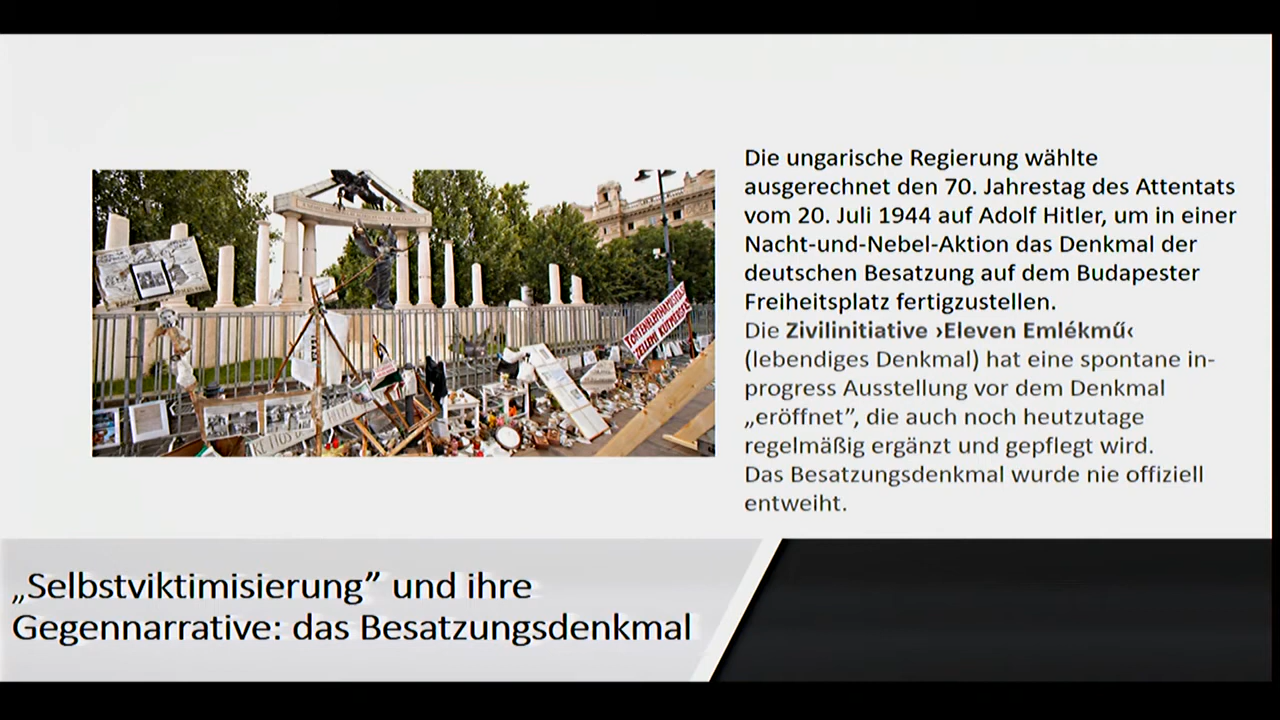 Die ungarische Regierung wählte
ausgerechnet den 70. Jahrestag des Attentats
vom 20. Juli 1944 auf Adolf Hitler, um in einer
Nacht-und-Nebel-Aktion das Denkmal der
deutschen Besatzung auf dem Budapester
Freiheitsplatz fertigzustellen.
Die Zivilinitiative ›Eleven Emlékmű‹
(lebendiges Denkmal) hat eine spontane in-
progress Ausstellung vor dem Denkmal
„eröffnet”, die auch noch heutzutage
regelmäßig ergänzt und gepflegt wird.
Das Besatzungsdenkmal wurde nie offiziell
entweiht.
„Selbstviktimisierung” und ihre
Gegennarrative: das Besatzungsdenkmal